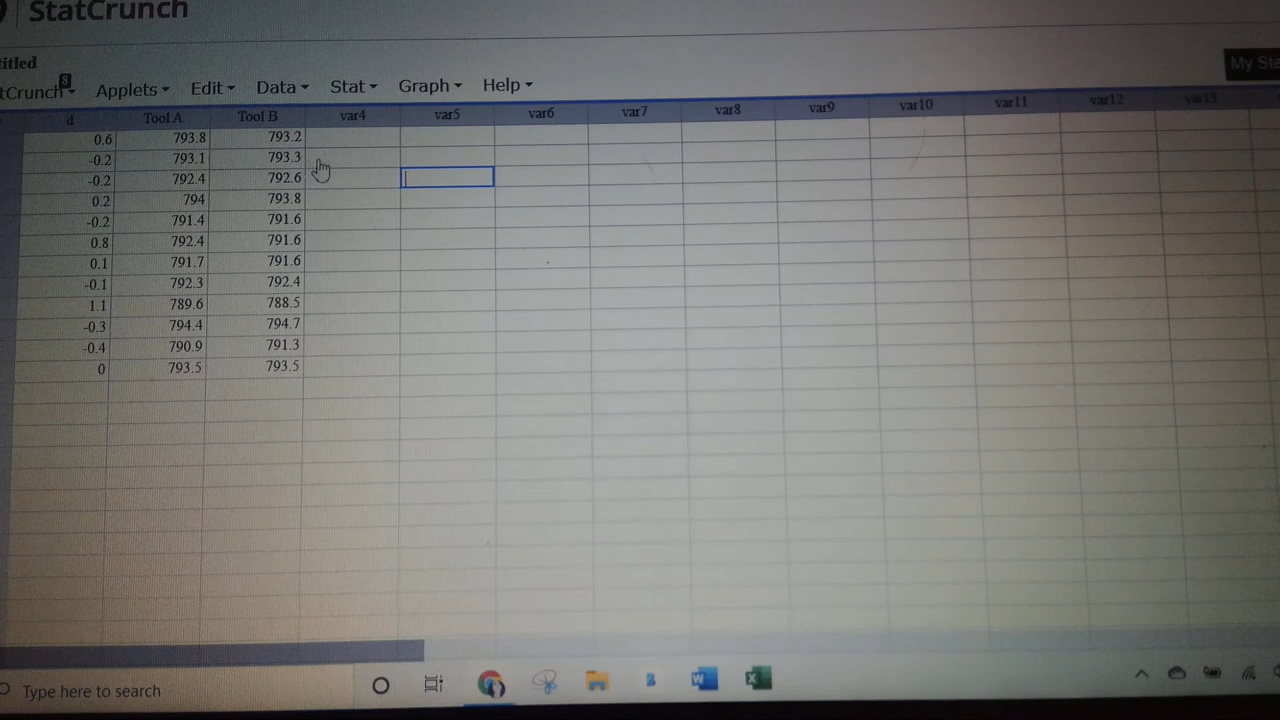 StatCrunch
titled
tCrunch 8 Applets Edit Data Stat Graph Help
My Sta
d Tool A Tool B var4 var5 var6 var7 var8 var9 var10 var11 var12 var13
0.6 793.8 793.2
-0.2 793.1 793.3
-0.2 792.4 792.6
0.2 794 793.8
-0.2 791.4 791.6
0.8 792.4 791.6
0.1 791.7 791.6
-0.1 792.3 792.4
1.1 789.6 788.5
-0.3 794.4 794.7
-0.4 790.9 791.3
0 793.5 793.5
Type here to search